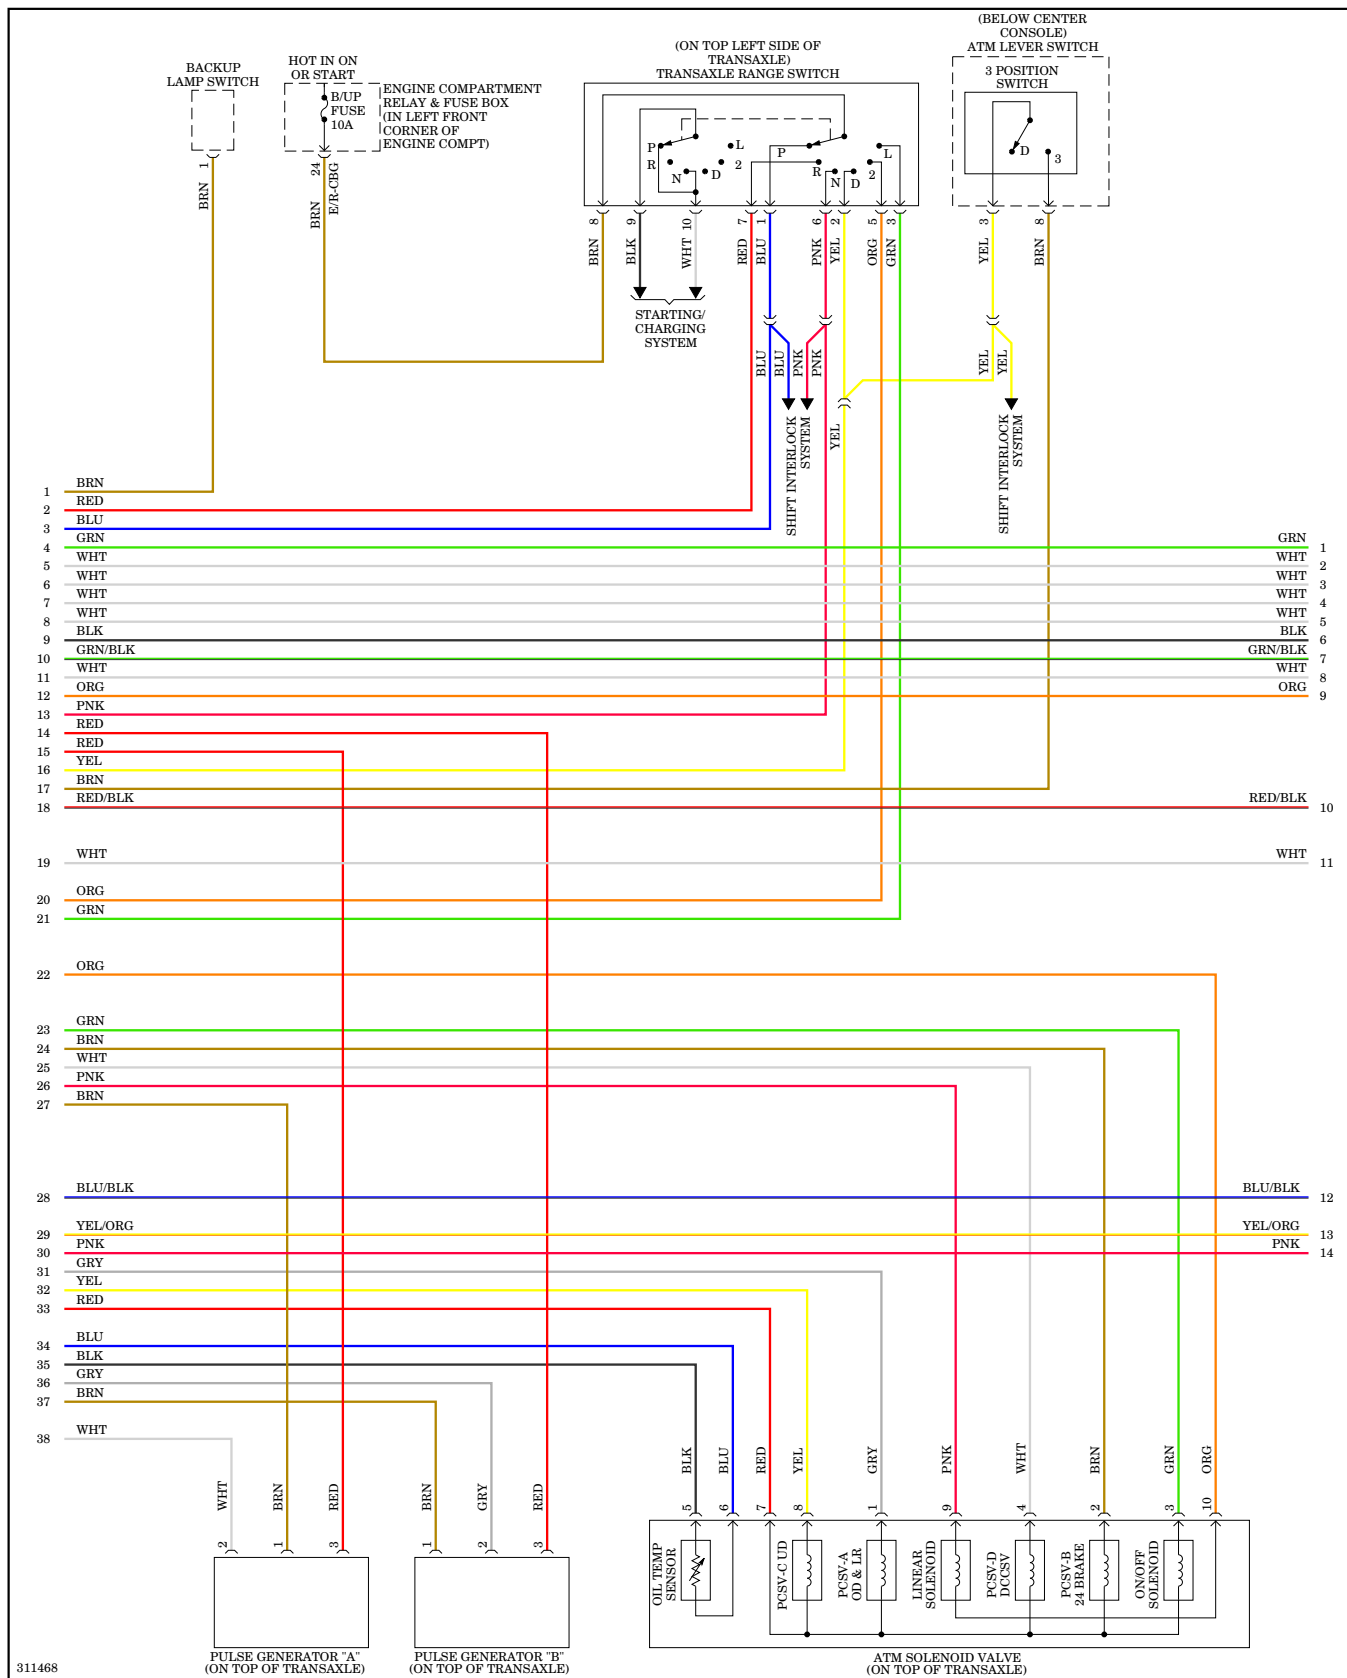 (BELOW CENTER
CONSOLE)
ATM LEVER SWITCH
3 POSITION
SWITCH
D
3
(ON TOP LEFT SIDE OF
TRANSAXLE)
TRANSAXLE RANGE SWITCH
P
R
N
D
2
L
P
R
N
D
2
L
HOT IN ON
OR START
B/UP
FUSE
10A
ENGINE COMPARTMENT
RELAY & FUSE BOX
(IN LEFT FRONT
CORNER OF
ENGINE COMPT)
BACKUP
LAMP SWITCH
1
BRN
24
BRN
E/R-CBG
8
BRN
9
BLK
10
WHT
7
RED
1
BLU
6
PNK
2
YEL
5
ORG
3
GRN
3
YEL
8
BRN
STARTING/
CHARGING
SYSTEM
BLU
BLU
PNK
PNK
YEL
YEL
YEL
SHIFT INTERLOCK
SYSTEM
SHIFT INTERLOCK
SYSTEM
1 BRN
2 RED
3 BLU
4 GRN GRN 1
5 WHT WHT 2
6 WHT WHT 3
7 WHT WHT 4
8 WHT WHT 5
9 BLK BLK 6
10 GRN/BLK GRN/BLK 7
11 WHT WHT 8
12 ORG ORG 9
13 PNK
14 RED
15 RED
16 YEL
17 BRN
18 RED/BLK RED/BLK 10
19 WHT WHT 11
20 ORG
21 GRN
22 ORG
23 GRN
24 BRN
25 WHT
26 PNK
27 BRN
28 BLU/BLK BLU/BLK 12
29 YEL/ORG YEL/ORG 13
30 PNK PNK 14
31 GRY
32 YEL
33 RED
34 BLU
35 BLK
36 GRY
37 BRN
38 WHT
WHT
2
BRN
1
RED
3
BRN
1
GRY
2
RED
3
BLK
5
BLU
6
RED
7
YEL
8
GRY
1
PNK
9
WHT
4
BRN
2
GRN
3
ORG
10
OIL TEMP
SENSOR
PCSV-C UD
PCSV-A
OD & LR
LINEAR
SOLENOID
PCSV-D
DCCSV
PCSV-B
24 BRAKE
ON/OFF
SOLENOID
PULSE GENERATOR "A"
(ON TOP OF TRANSAXLE)
PULSE GENERATOR "B"
(ON TOP OF TRANSAXLE)
ATM SOLENOID VALVE
(ON TOP OF TRANSAXLE)
311468